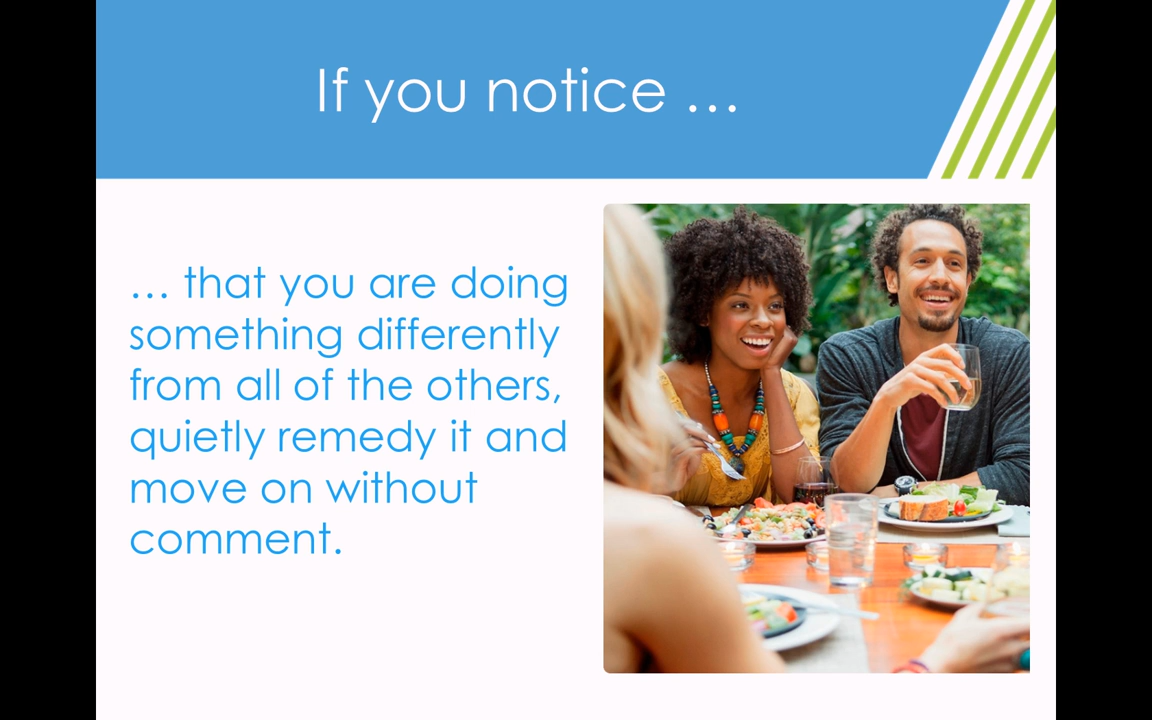 If you notice …
… that you are doing
something differently
from all of the others,
quietly remedy it and
move on without
comment.